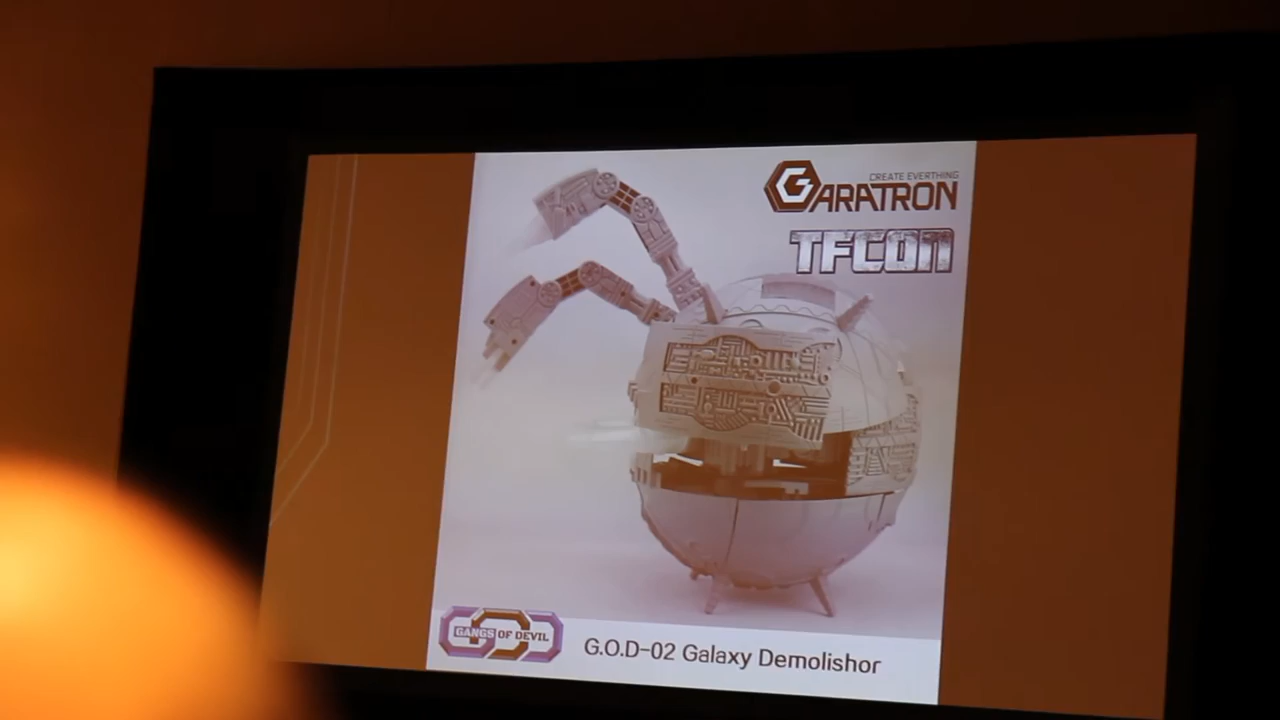 CREATE EVERTHING
GARATRON
TFCON
GANGS OF DEVIL
G.O.D-02 Galaxy Demolishor